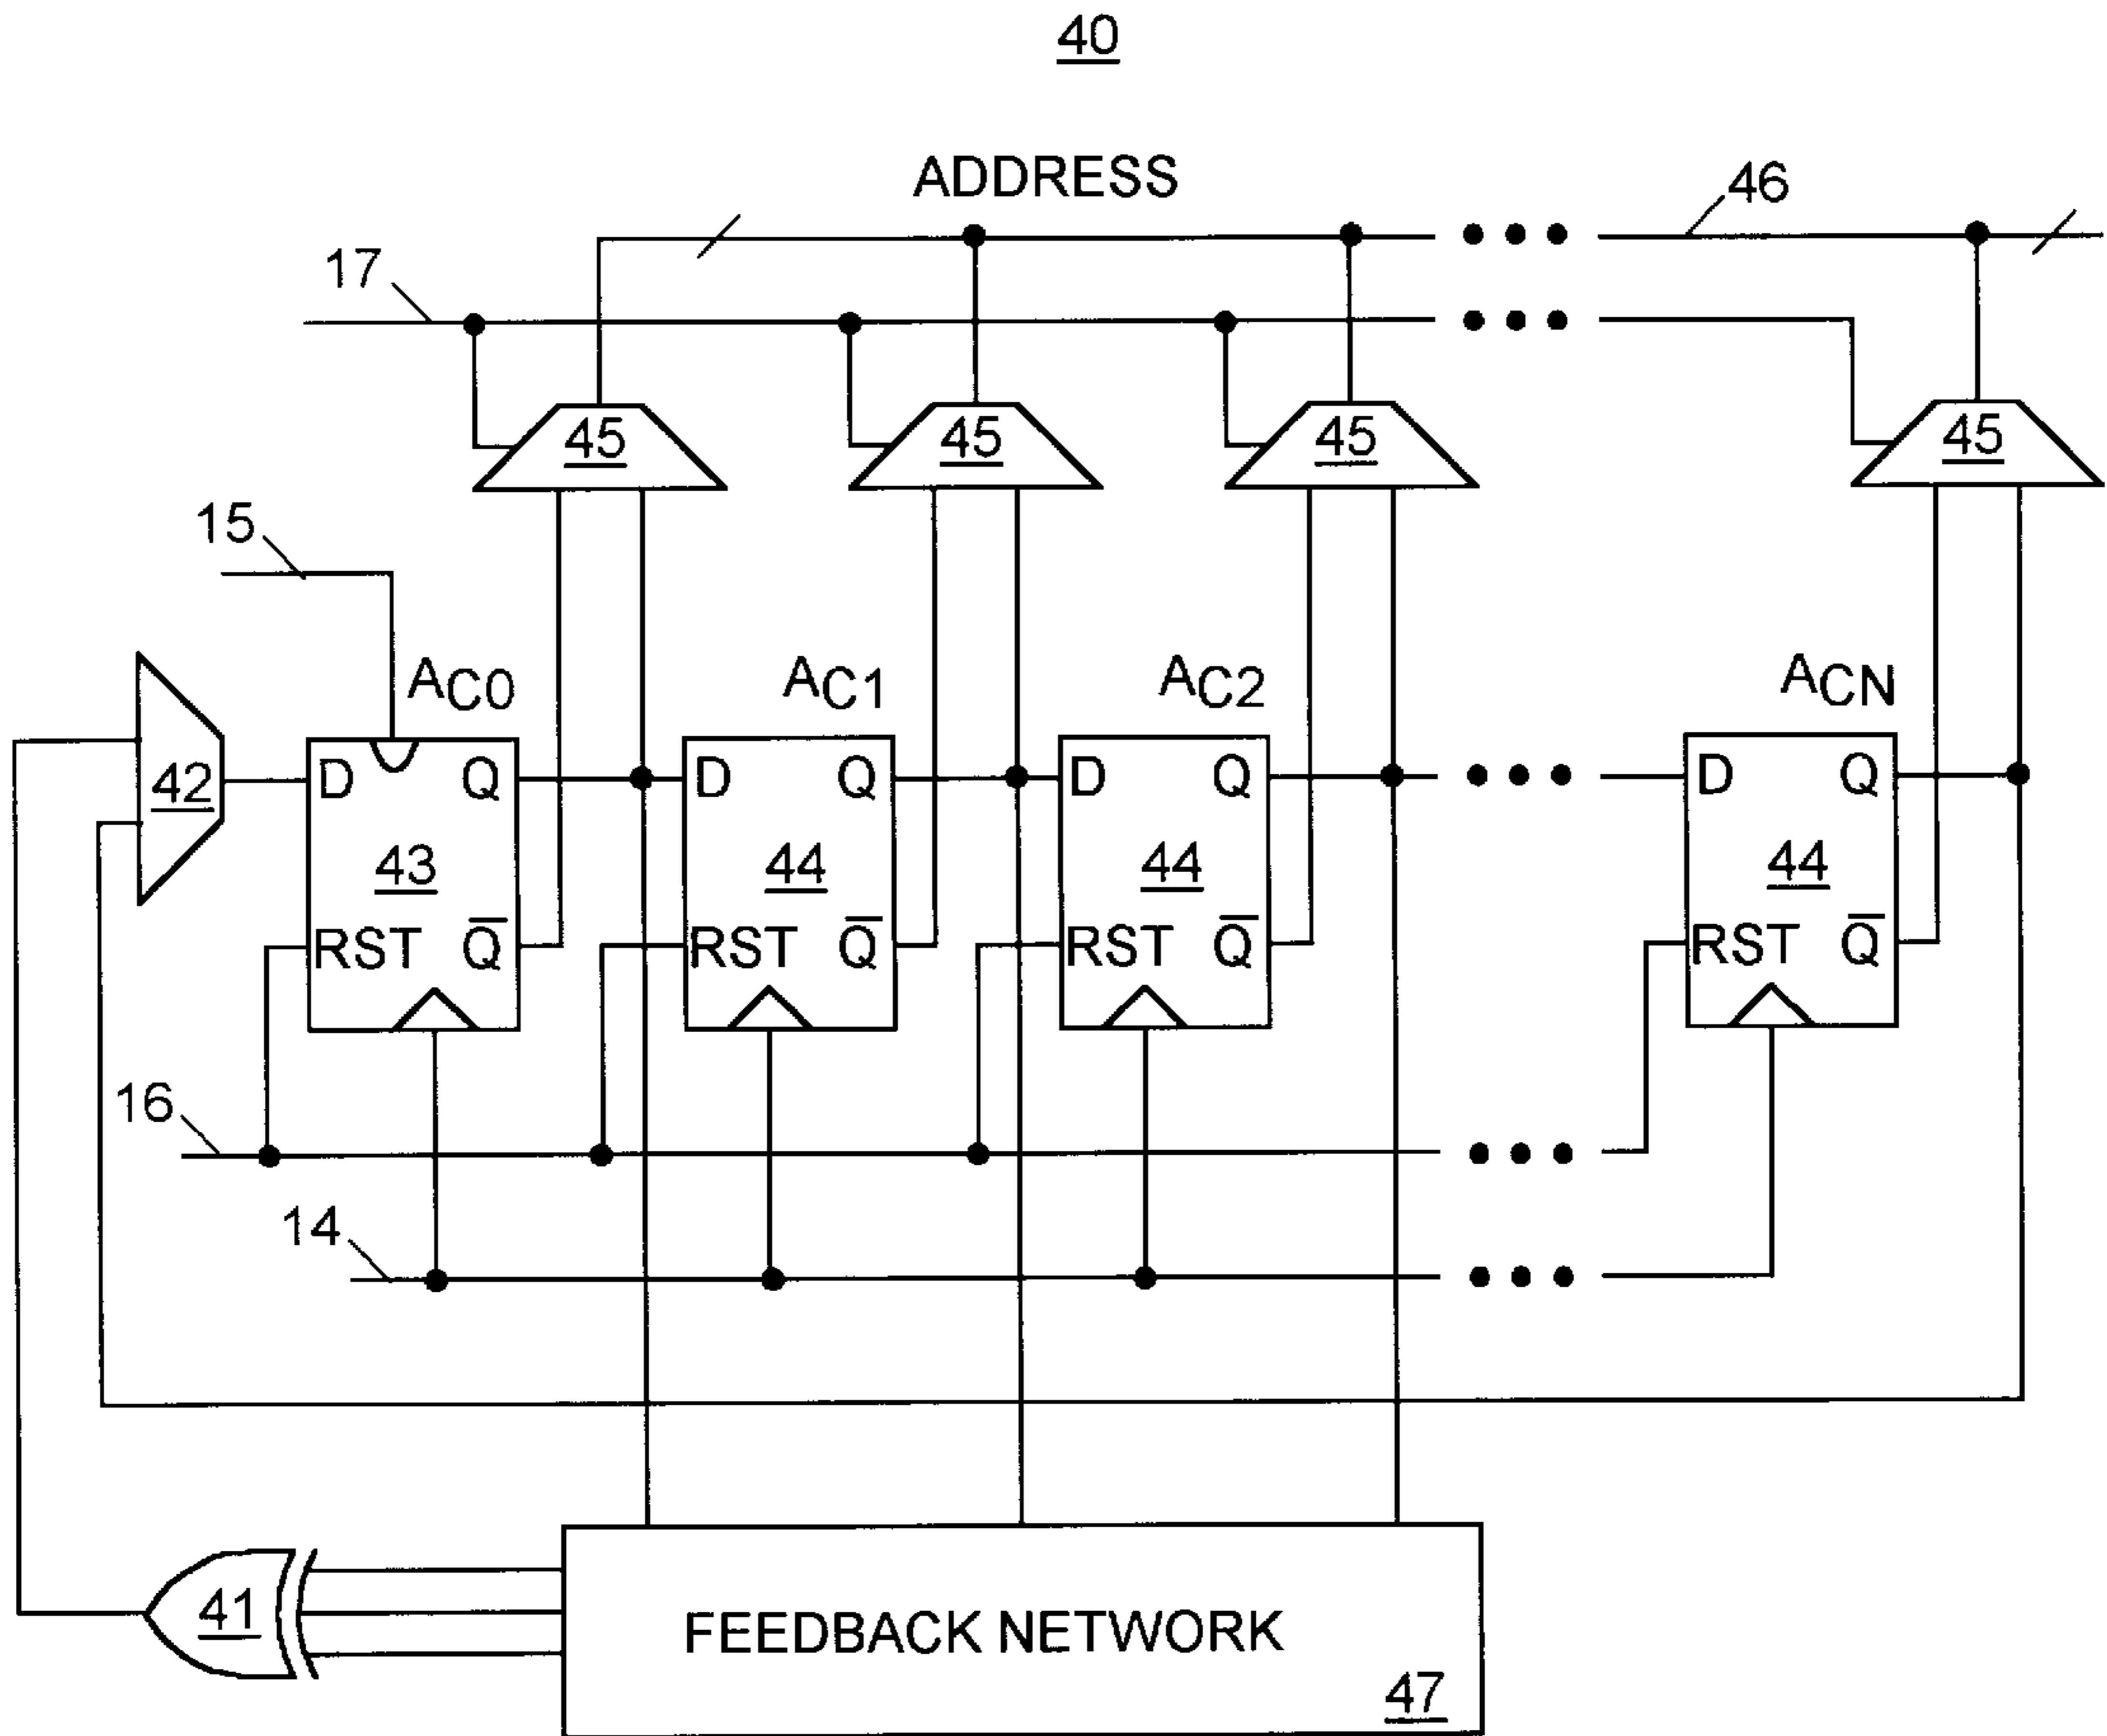 40
ADDRESS
46
17
45 45 45 45
15
AC0 AC1 AC2 ACN
42
D Q D Q D Q D Q
43 44 44 44
RST Q̅ RST Q̅ RST Q̅ RST Q̅
16
14
41
FEEDBACK NETWORK
47